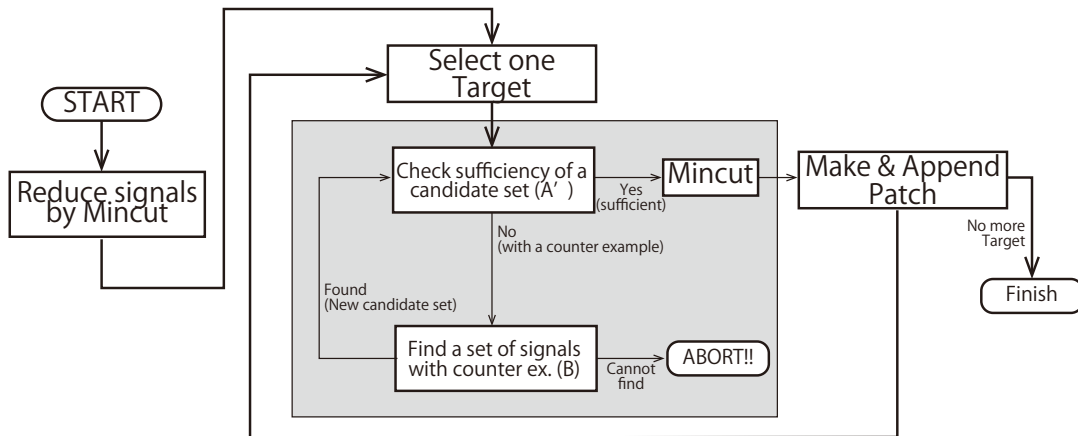 START
Reduce signals
by Mincut
Select one
Target
Check sufficiency of a
candidate set (A’ )
Yes
(sufficient)
Mincut
Make & Append
Patch
No more
Target
Finish
No
(with a counter example)
Found
(New candidate set)
Find a set of signals
with counter ex. (B)
Cannot
find
ABORT!!